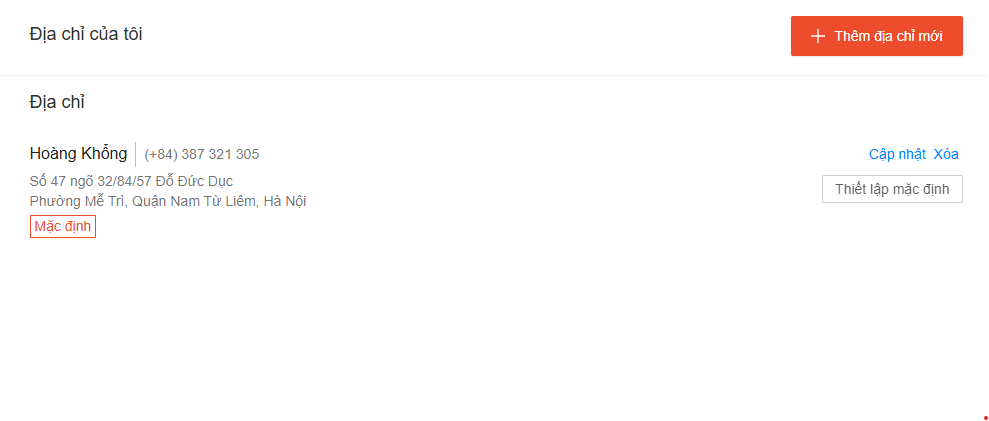 Địa chỉ của tôi
Thêm địa chỉ mới
Địa chỉ
Hoàng Khổng (+84) 387 321 305
Cập nhật Xóa
Số 47 ngõ 32/84/57 Đỗ Đức Dục
Thiết lập mặc định
Phường Mễ Trì, Quận Nam Từ Liêm, Hà Nội
Mặc định